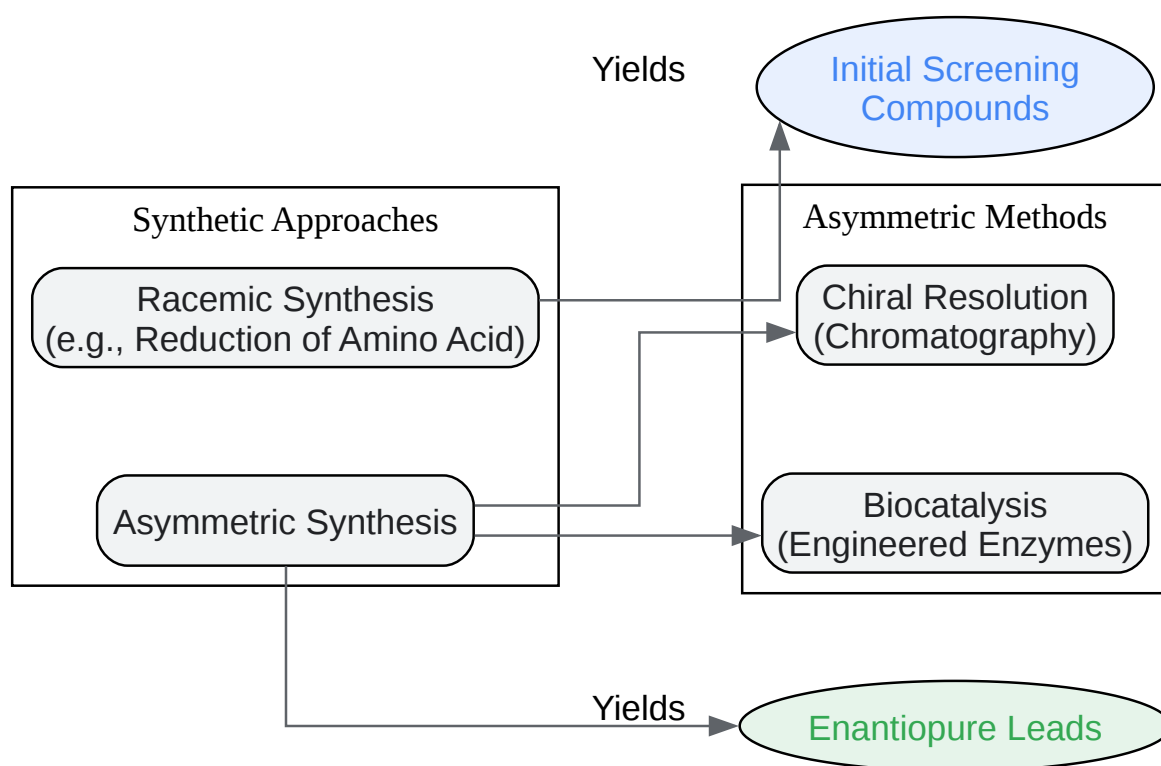 Yields
Initial Screening
Compounds
Synthetic Approaches
Racemic Synthesis
(e.g., Reduction of Amino Acid)
Asymmetric Synthesis
Asymmetric Methods
Chiral Resolution
(Chromatography)
Biocatalysis
(Engineered Enzymes)
Yields
Enantiopure Leads